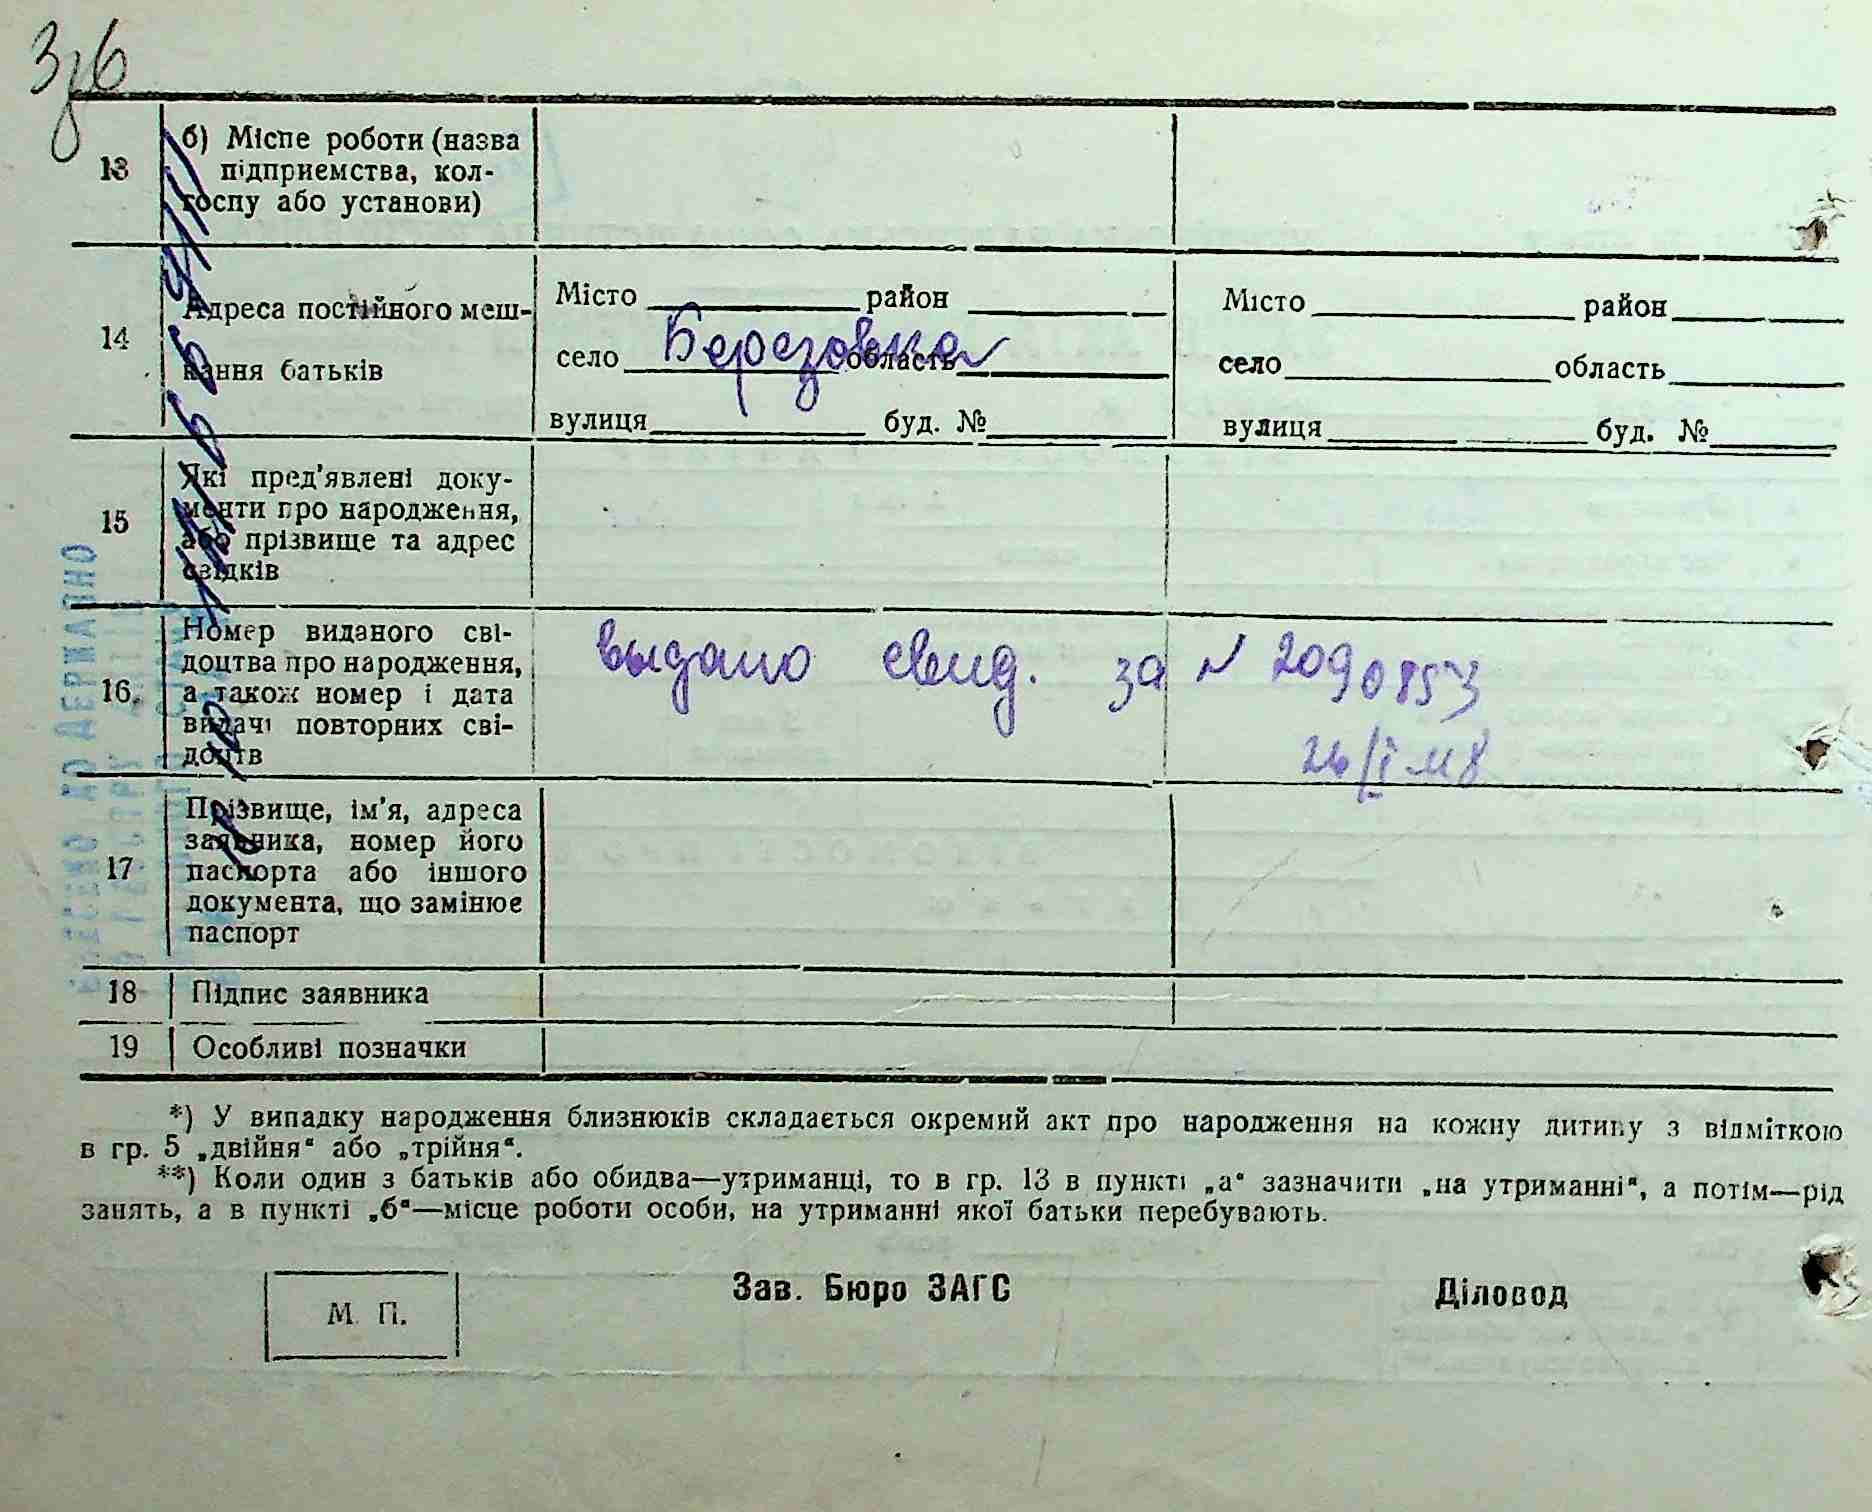 13 б) Місце роботи (назва
підприємства, кол-
госпу або установи)
14 Адреса постійного меш-
кання батьків
Місто район
село Березовка область
вулиця буд. №
Місто район
село область
вулиця буд. №
15 Які пред'явлені доку-
менти про народження,
або прізвище та адрес
свідків
16. Номер виданого сві-
доцтва про народження,
а також номер і дата
видачі повторних сві-
доцтв
выдано свид. за N 2090853
17 Прізвище, ім'я, адреса
заявника, номер його
паспорта або іншого
документа, що замінює
паспорт
18 Підпис заявника
19 Особливі позначки
*) У випадку народження близнюків складається окремий акт про народження на кожну дитину з відміткою
в гр. 5 „двійня“ або „трійня“.
**) Коли один з батьків або обидва—утриманці, то в гр. 13 в пункті „а“ зазначити „на утриманні“, а потім—рід
занять, а в пункті „б“—місце роботи особи, на утриманні якої батьки перебувають.
М. П.
Зав. Бюро ЗАГС
Діловод